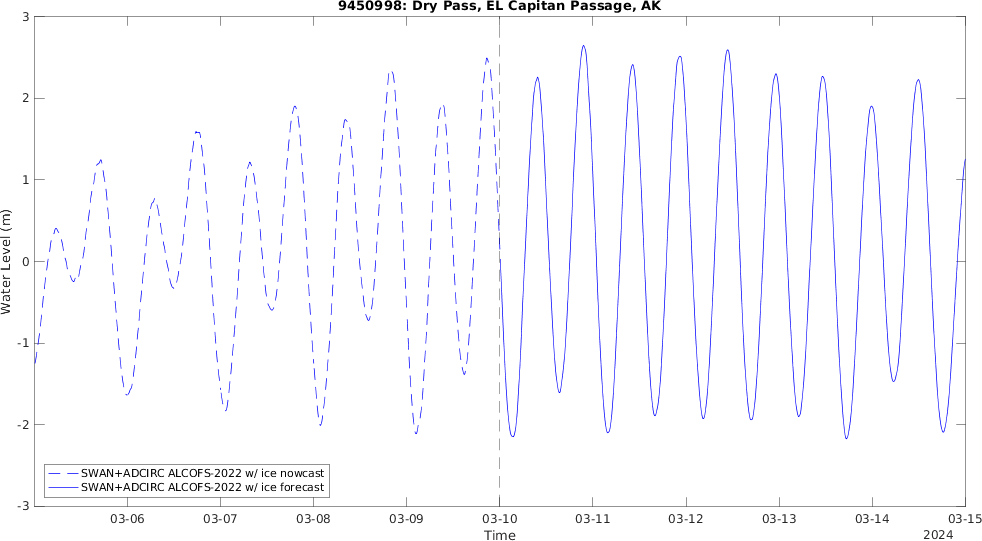 9450998: Dry Pass, EL Capitan Passage, AK
3
2
1
0
-1
-2
-3
Water Level (m)
SWAN+ADCIRC ALCOFS-2022 w/ ice nowcast
SWAN+ADCIRC ALCOFS-2022 w/ ice forecast
03-06 03-07 03-08 03-09 03-10 03-11 03-12 03-13 03-14 03-15
Time
2024